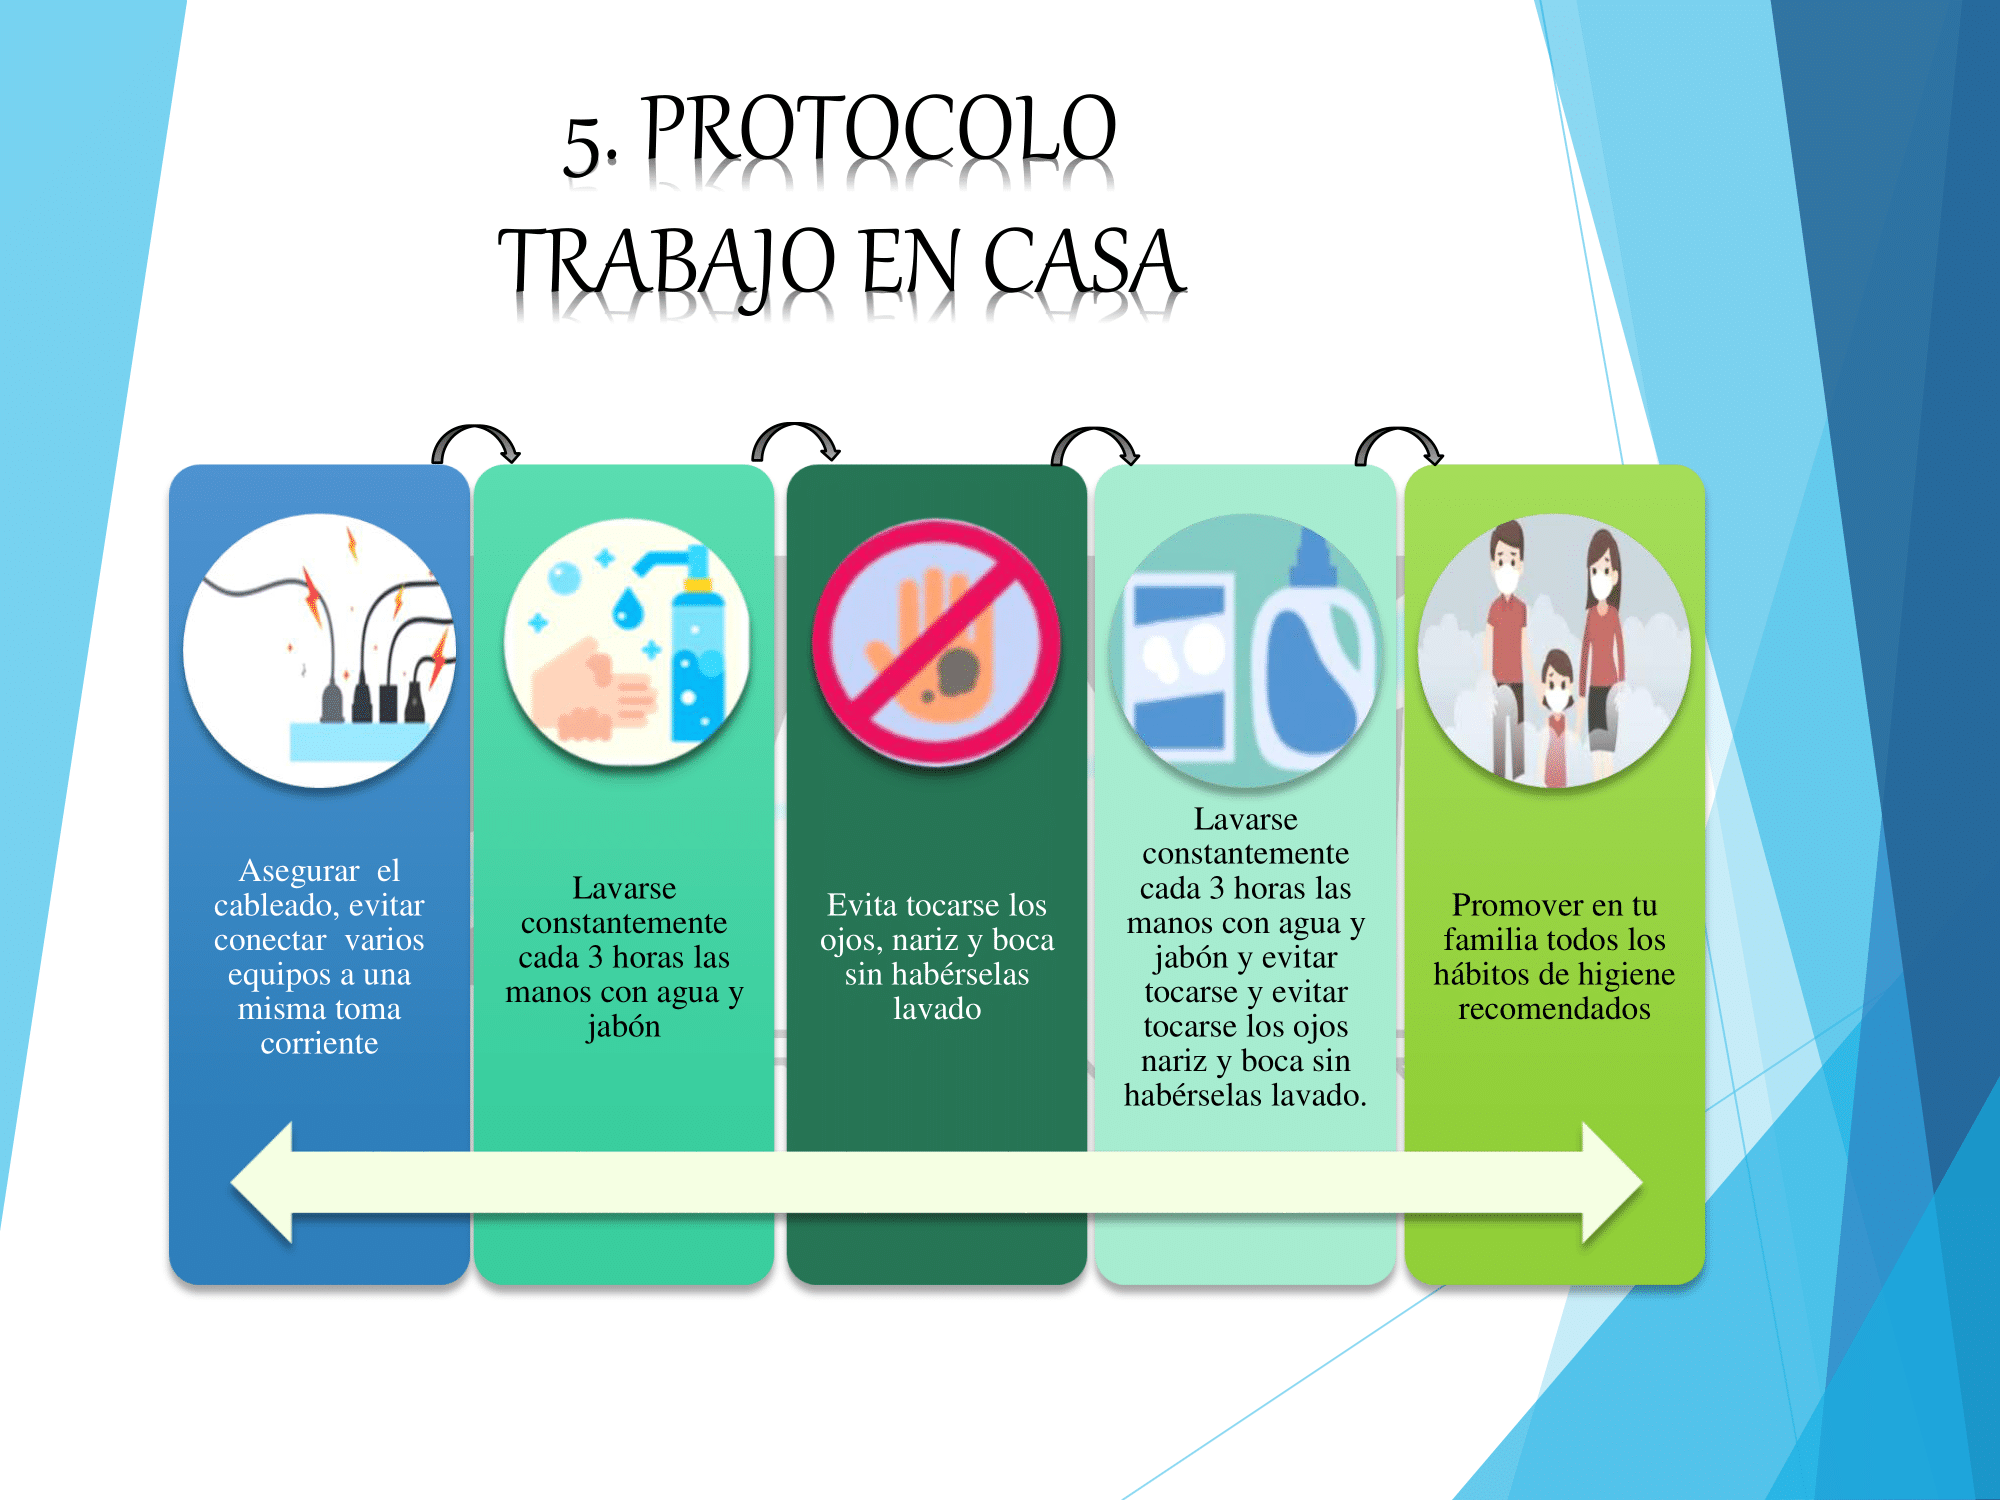 5. PROTOCOLO
TRABAJO EN CASA
Asegurar  el
cableado, evitar
conectar  varios
equipos a una
misma toma
corriente
Lavarse
constantemente
cada 3 horas las
manos con agua y
jabón
Evita tocarse los
ojos, nariz y boca
sin habérselas
lavado
Lavarse
constantemente
cada 3 horas las
manos con agua y
jabón y evitar
tocarse y evitar
tocarse los ojos
nariz y boca sin
habérselas lavado.
Promover en tu
familia todos los
hábitos de higiene
recomendados